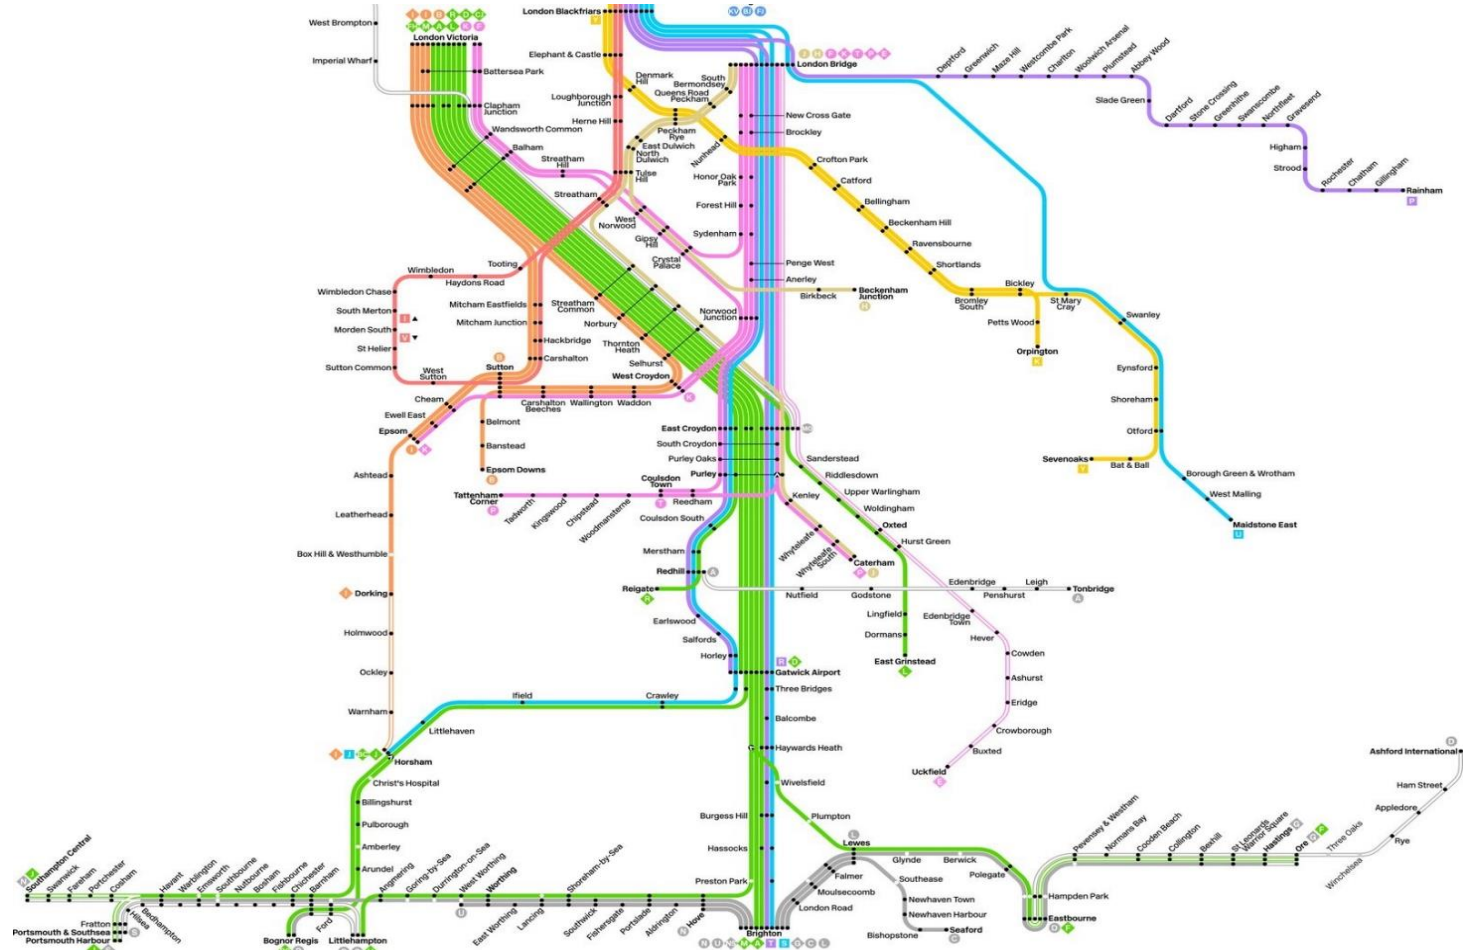 London Blackfriars
West Brompton
London Victoria
Elephant & Castle
Imperial Wharf
London Bridge
Battersea Park
Denmark
Hill
South
Bermondsey
Queens Road
Peckham
Loughborough
Junction
Clapham
Junction
Herne Hill
Peckham
Rye
New Cross Gate
Brockley
Wandsworth Common
Balham
East Dulwich
North
Dulwich
Nunhead
Streatham
Hill
Tulse
Hill
Honor Oak
Park
Crofton Park
Catford
Streatham
Forest Hill
Bellingham
West
Norwood
Beckenham Hill
Gipsy
Hill
Sydenham
Ravensbourne
Crystal
Palace
Shortlands
Penge West
Anerley
Birkbeck
Beckenham
Junction
Deptford
Greenwich
Maze Hill
Westcombe Park
Charlton
Woolwich Arsenal
Plumstead
Abbey Wood
Slade Green
Dartford
Stone Crossing
Greenhithe
Swanscombe
Northfleet
Gravesend
Higham
Strood
Rochester
Chatham
Gillingham
Rainham
P
Bromley
South
Bickley
St Mary
Cray
Petts Wood
Orpington
K
Swanley
Eynsford
Shoreham
Otford
Bat & Ball
Sevenoaks
Y
Borough Green & Wrotham
West Malling
Maidstone East
U
Tooting
Wimbledon
Haydons Road
Wimbledon Chase
South Merton
Morden South
St Helier
Sutton Common
West
Sutton
Mitcham Eastfields
Mitcham Junction
Hackbridge
Carshalton
B
Sutton
Streatham
Common
Norbury
Thornton
Heath
Selhurst
Norwood
Junction
West Croydon
K
Carshalton
Beeches
Wallington
Waddon
Cheam
Ewell East
Epsom
Belmont
Banstead
Epsom Downs
B
East Croydon
South Croydon
Purley Oaks
Purley
Coulsdon
Town
T
Reedham
Tattenham
Corner
P
Tadworth
Kingswood
Chipstead
Woodmansterne
Coulsdon South
Merstham
Redhill
A
Reigate
R
Kenley
Whyteleafe
Whyteleafe
South
Caterham
P J
Sanderstead
Riddlesdown
Upper Warlingham
Woldingham
Oxted
Hurst Green
Nutfield
Godstone
Edenbridge
Penshurst
Leigh
Tonbridge
A
Lingfield
Dormans
East Grinstead
L
Edenbridge
Town
Hever
Cowden
Ashurst
Eridge
Crowborough
Buxted
Uckfield
E
Ashtead
Leatherhead
Box Hill & Westhumble
Dorking
Holmwood
Ockley
Warnham
Earlswood
Salfords
Horley
R D
Gatwick Airport
Three Bridges
Ifield
Crawley
Littlehaven
Horsham
Balcombe
Haywards Heath
Wivelsfield
Burgess Hill
Hassocks
Preston Park
Christ's Hospital
Billingshurst
Pulborough
Amberley
Arundel
Southampton Central
Swanwick
Fareham
Portchester
Cosham
Havant
Warblington
Emsworth
Southbourne
Nutbourne
Bosham
Fishbourne
Chichester
Barnham
Angmering
Goring-by-Sea
Durrington-on-Sea
West Worthing
Worthing
Shoreham-by-Sea
Fratton
Portsmouth & Southsea
Portsmouth Harbour
Hilsea
Bedhampton
Bognor Regis
Ford
Littlehampton
East Worthing
Lancing
Southwick
Fishersgate
Portslade
Aldrington
Hove
N
Brighton
Plumpton
L
Lewes
Falmer
Moulsecoomb
London Road
Glynde
Berwick
Polegate
Southease
Newhaven Town
Newhaven Harbour
Bishopstone
Seaford
C
Hampden Park
Eastbourne
Pevensey & Westham
Normans Bay
Cooden Beach
Collington
Bexhill
St Leonards
Warrior Square
Hastings
Ore
Three Oaks
Winchelsea
Rye
Appledore
Ham Street
Ashford International
D